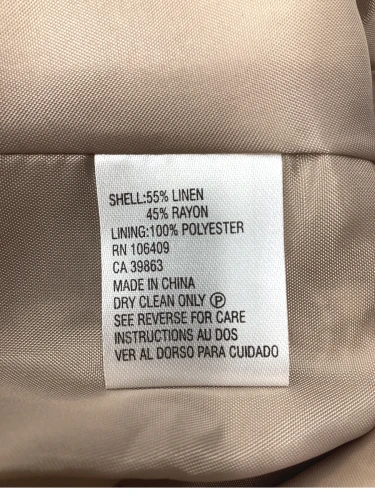 SHELL:55% LINEN
45% RAYON
LINING:100% POLYESTER
RN 106409
CA 39863
MADE IN CHINA
DRY CLEAN ONLY Ⓟ
SEE REVERSE FOR CARE
INSTRUCTIONS AU DOS
VER AL DORSO PARA CUIDADO